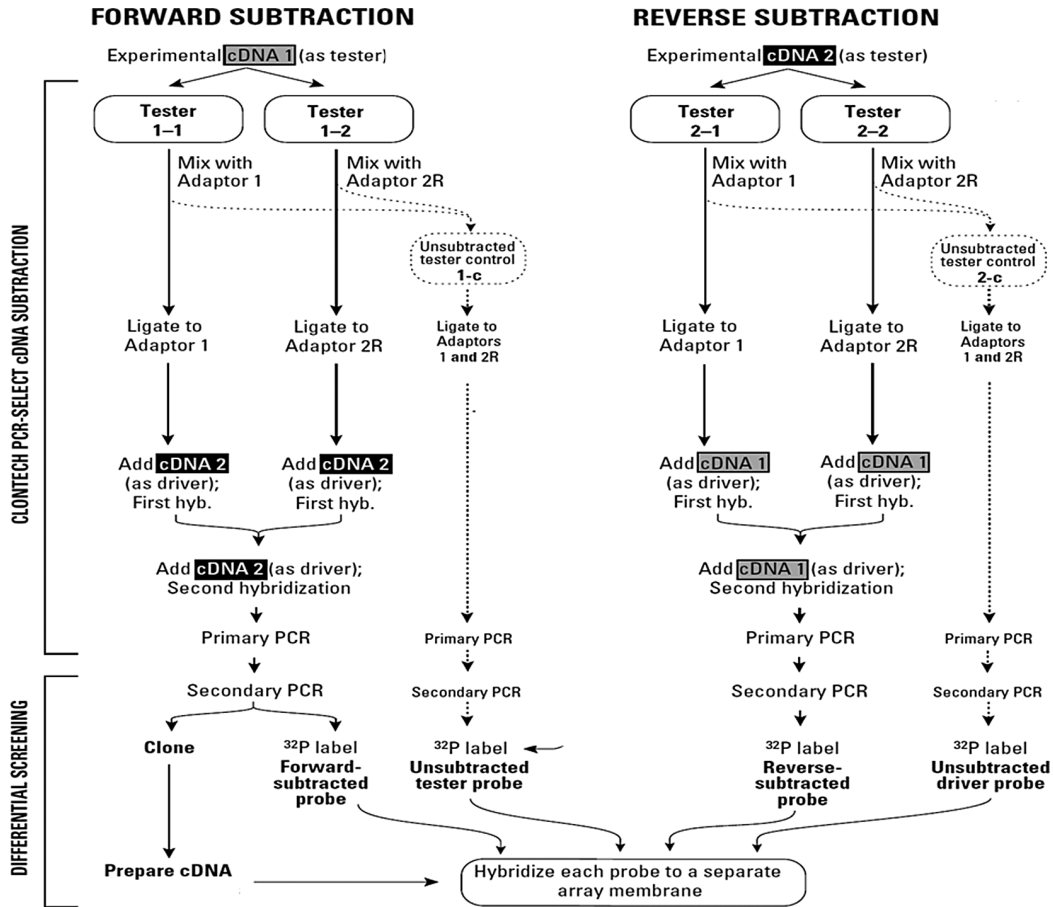 FORWARD SUBTRACTION
Experimental cDNA 1 (as tester)
Tester
1–1
Tester
1–2
Mix with
Adaptor 1
Mix with
Adaptor 2R
Unsubtracted
tester control
1-c
Ligate to
Adaptor 1
Ligate to
Adaptor 2R
Ligate to
Adaptors
1 and 2R
Add cDNA 2
(as driver);
First hyb.
Add cDNA 2
(as driver);
First hyb.
Add cDNA 2 (as driver);
Second hybridization
Primary PCR
Primary PCR
Secondary PCR
Secondary PCR
Clone
32P label
Forward-
subtracted
probe
32P label
Unsubtracted
tester probe
Prepare cDNA
REVERSE SUBTRACTION
Experimental cDNA 2 (as tester)
Tester
2–1
Tester
2–2
Mix with
Adaptor 1
Mix with
Adaptor 2R
Unsubtracted
tester control
2-c
Ligate to
Adaptor 1
Ligate to
Adaptor 2R
Ligate to
Adaptors
1 and 2R
Add cDNA 1
(as driver);
First hyb.
Add cDNA 1
(as driver);
First hyb.
Add cDNA 1 (as driver);
Second hybridization
Primary PCR
Primary PCR
Secondary PCR
Secondary PCR
32P label
Reverse-
subtracted
probe
32P label
Unsubtracted
driver probe
Hybridize each probe to a separate
array membrane
CLONTECH PCR-SELECT cDNA SUBTRACTION
DIFFERENTIAL SCREENING